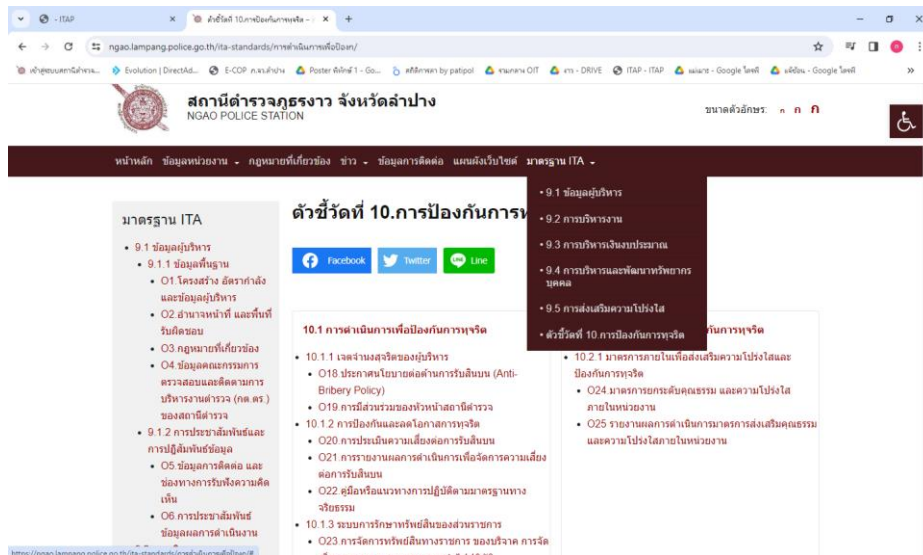 - ITAP
ตัวชี้วัดที่ 10.การป้องกันการทุจริต -
ngao.lampang.police.go.th/ita-standards/การดำเนินการเพื่อป้องก/
Evolution | DirectAd...
E-COP ภ.จว.ลำปาง
Poster พิทักษ์ 1 - Go...
สถิติภาพรา by patipol
งานกลาง OIT
ITAP - ITAP
สถานีตำรวจภูธรงาว จังหวัดลำปาง
NGAO POLICE STATION
ขนาดตัวอักษร: ก ก ก
หน้าหลัก ข้อมูลหน่วยงาน กฎหมายที่เกี่ยวข้อง ข่าว ข้อมูลการติดต่อ แผนผังเว็บไซต์ มาตรฐาน ITA
• 9.1 ข้อมูลผู้บริหาร
• 9.2 การบริหารงาน
• 9.3 การบริหารเงินงบประมาณ
• 9.4 การบริหารและพัฒนาทรัพยากร
บุคคล
• 9.5 การส่งเสริมความโปร่งใส
• ตัวชี้วัดที่ 10.การป้องกันการทุจริต
มาตรฐาน ITA
• 9.1 ข้อมูลผู้บริหาร
• 9.1.1 ข้อมูลพื้นฐาน
• O1.โครงสร้าง อัตรากำลัง
และข้อมูลผู้บริหาร
• O2.อำนาจหน้าที่ และพื้นที่
รับผิดชอบ
• O3.กฎหมายที่เกี่ยวข้อง
• O4.ข้อมูลคณะกรรมการ
ตรวจสอบและติดตามการ
บริหารงานตำรวจ (กต.ตร.)
ของสถานีตำรวจ
• 9.1.2 การประชาสัมพันธ์และ
การปฏิสัมพันธ์ข้อมูล
• O5.ข้อมูลการติดต่อ และ
ช่องทางการรับฟังความคิด
เห็น
• O6.การประชาสัมพันธ์
ข้อมูลผลการดำเนินงาน
ตัวชี้วัดที่ 10.การป้องกันการท
Facebook Twitter Line
10.1 การดำเนินการเพื่อป้องกันการทุจริต
• 10.1.1 เจตจำนงสุจริตของผู้บริหาร
• O18.ประกาศนโยบายต่อต้านการรับสินบน (Anti-
Bribery Policy)
• O19.การมีส่วนร่วมของหัวหน้าสถานีตำรวจ
• 10.1.2 การป้องกันและลดโอกาสการทุจริต
• O20.การประเมินความเสี่ยงต่อการรับสินบน
• O21.การรายงานผลการดำเนินการเพื่อจัดการความเสี่ยง
ต่อการรับสินบน
• O22.คู่มือหรือแนวทางการปฏิบัติตามมาตรฐานทาง
จริยธรรม
• 10.1.3 ระบบการรักษาทรัพย์สินของส่วนราชการ
• O23.การจัดการทรัพย์สินทางราชการ ของบริจาค การจัด
กันการทุจริต
• 10.2.1 มาตรการภายในเพื่อส่งเสริมความโปร่งใสและ
ป้องกันการทุจริต
• O24.มาตรการยกระดับคุณธรรม และความโปร่งใส
ภายในหน่วยงาน
• O25 รายงานผลการดำเนินการมาตรการส่งเสริมคุณธรรม
และความโปร่งใสภายในหน่วยงาน